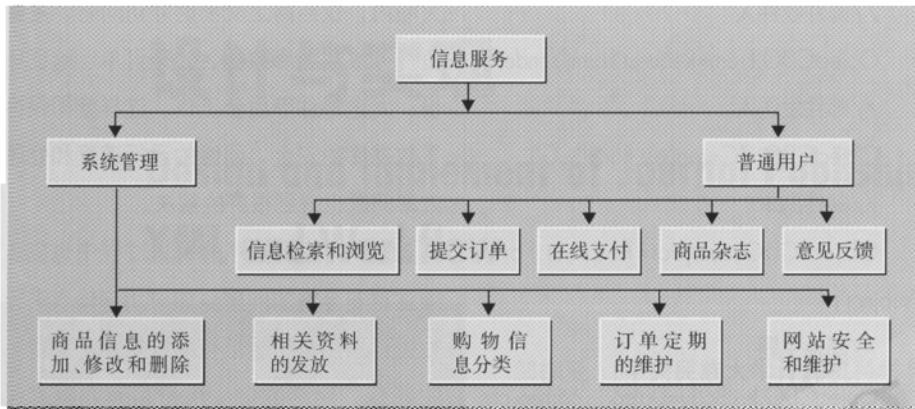 信息服务
系统管理
普通用户
信息检索和浏览
提交订单
在线支付
商品杂志
意见反馈
商品信息的添
加、修改和删除
相关资料
的发放
购物信
息分类
订单定期
的维护
网站安全
和维护